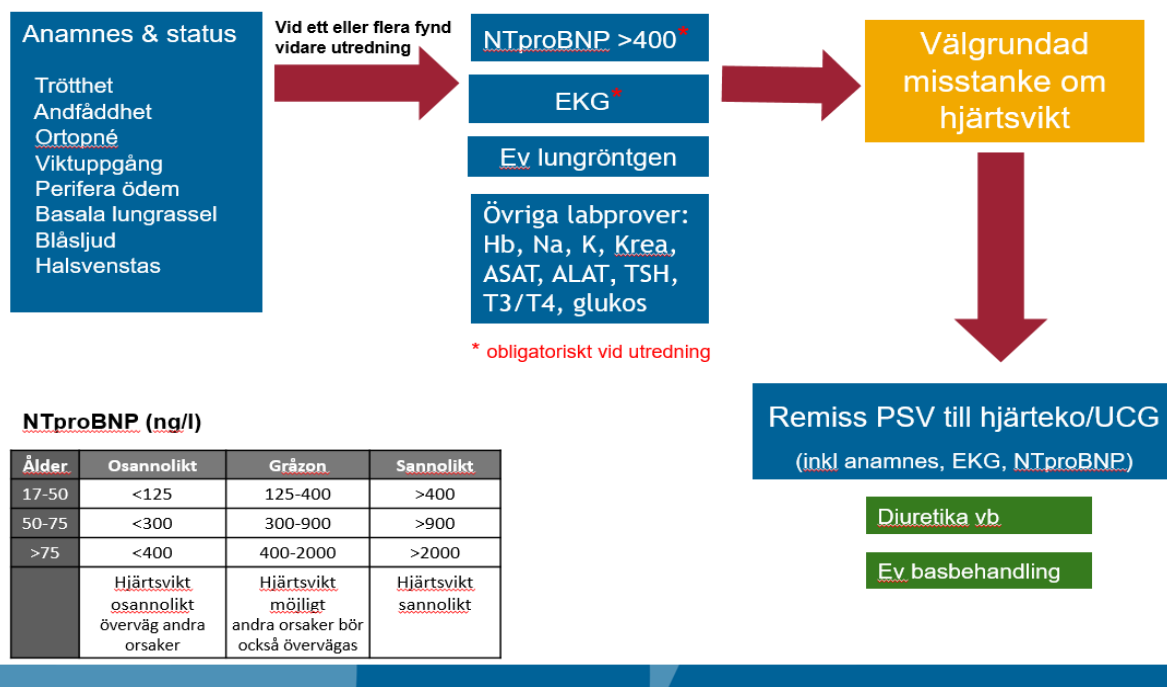 Anamnes & status
Trötthet
Andfåddhet
Ortopné
Viktuppgång
Perifera ödem
Basala lungrassel
Blåsljud
Halsvenstas
Vid ett eller flera fynd
vidare utredning
NTproBNP >400*
EKG*
Ev lungröntgen
Övriga labprover:
Hb, Na, K, Krea,
ASAT, ALAT, TSH,
T3/T4, glukos
* obligatoriskt vid utredning
Välgrundad
misstanke om
hjärtsvikt
Remiss PSV till hjärteko/UCG
(inkl anamnes, EKG, NTproBNP)
Diuretika vb
Ev basbehandling
NTproBNP (ng/l)
Ålder Osannolikt Gråzon Sannolikt
17-50 <125 125-400 >400
50-75 <300 300-900 >900
>75 <400 400-2000 >2000
Hjärtsvikt Hjärtsvikt Hjärtsvikt
osannolikt möjligt sannolikt
överväg andra andra orsaker bör
orsaker också övervägas